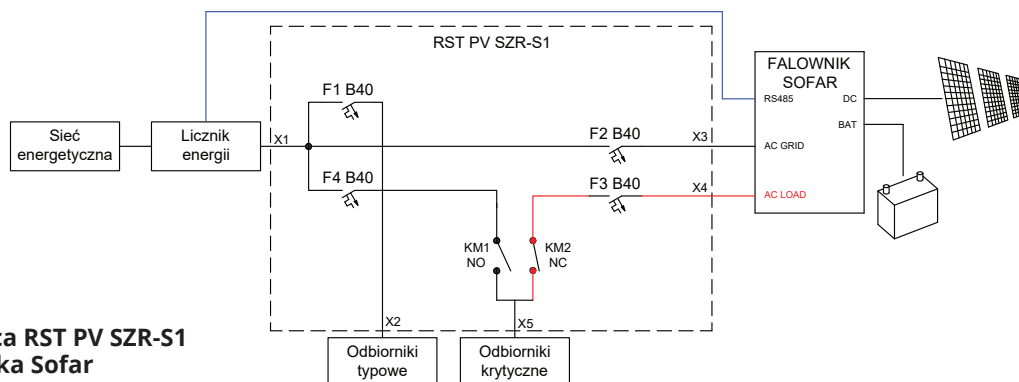 RST PV SZR-S1
FALOWNIK
SOFAR
RS485
DC
BAT
AC GRID
AC LOAD
F1 B40
F2 B40
F3 B40
F4 B40
Sieć
energetyczna
Licznik
energii
X1
X3
X4
KM1
NO
KM2
NC
X2
X5
Odbiorniki
typowe
Odbiorniki
krytyczne
RST PV SZR-S1
Sofar